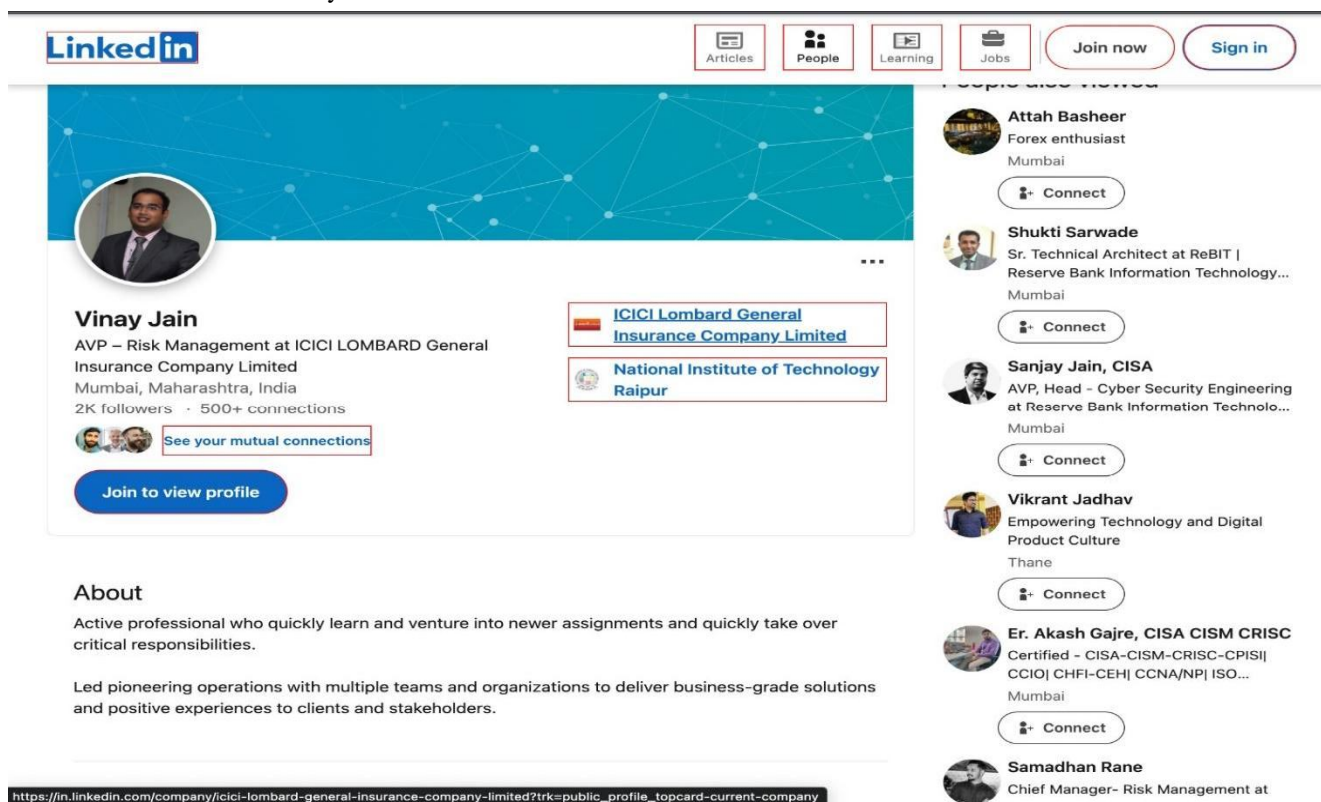 Linked in
Articles
People
Learning
Jobs
Join now
Sign in
Vinay Jain
AVP – Risk Management at ICICI LOMBARD General
Insurance Company Limited
Mumbai, Maharashtra, India
2K followers · 500+ connections
See your mutual connections
Join to view profile
ICICI Lombard General
Insurance Company Limited
National Institute of Technology
Raipur
About
Active professional who quickly learn and venture into newer assignments and quickly take over
critical responsibilities.
Led pioneering operations with multiple teams and organizations to deliver business-grade solutions
and positive experiences to clients and stakeholders.
https://in.linkedin.com/company/icici-lombard-general-insurance-company-limited?trk=public_profile_topcard-current-company
People also viewed
Attah Basheer
Forex enthusiast
Mumbai
Connect
Shukti Sarwade
Sr. Technical Architect at ReBIT |
Reserve Bank Information Technology...
Mumbai
Connect
Sanjay Jain, CISA
AVP, Head - Cyber Security Engineering
at Reserve Bank Information Technolo...
Mumbai
Connect
Vikrant Jadhav
Empowering Technology and Digital
Product Culture
Thane
Connect
Er. Akash Gajre, CISA CISM CRISC
Certified - CISA-CISM-CRISC-CPISI|
CCIO| CHFI-CEH| CCNA/NP| ISO...
Mumbai
Connect
Samadhan Rane
Chief Manager- Risk Management at